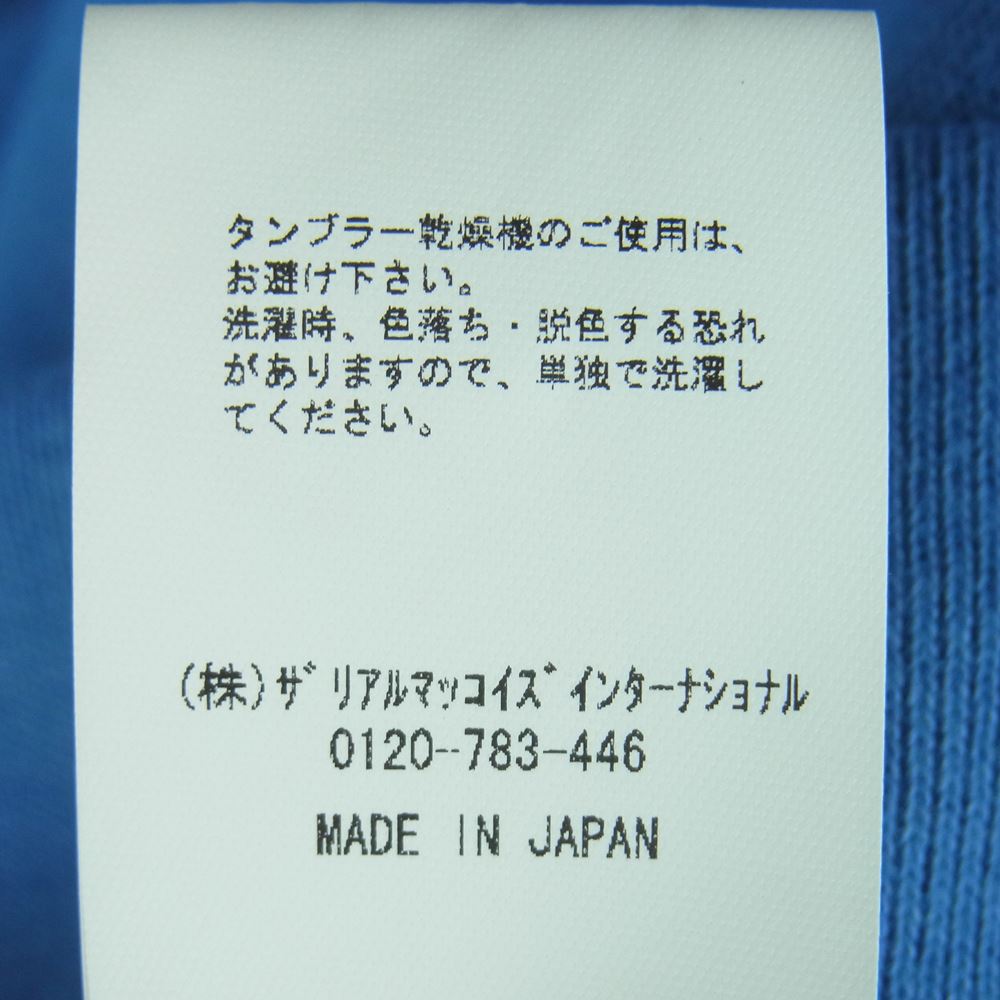 タンブラー乾燥機のご使用は、
お避け下さい。
洗濯時、色落ち・脱色する恐れ
がありますので、単独で洗濯し
てください。
(株)ザ リアルマッコイズ インターナショナル
0120-783-446
MADE IN JAPAN